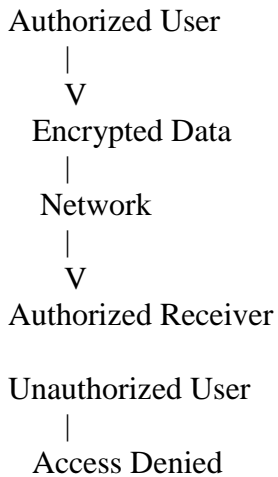 Authorized User
|
V
Encrypted Data
|
Network
|
V
Authorized Receiver
Unauthorized User
|
Access Denied